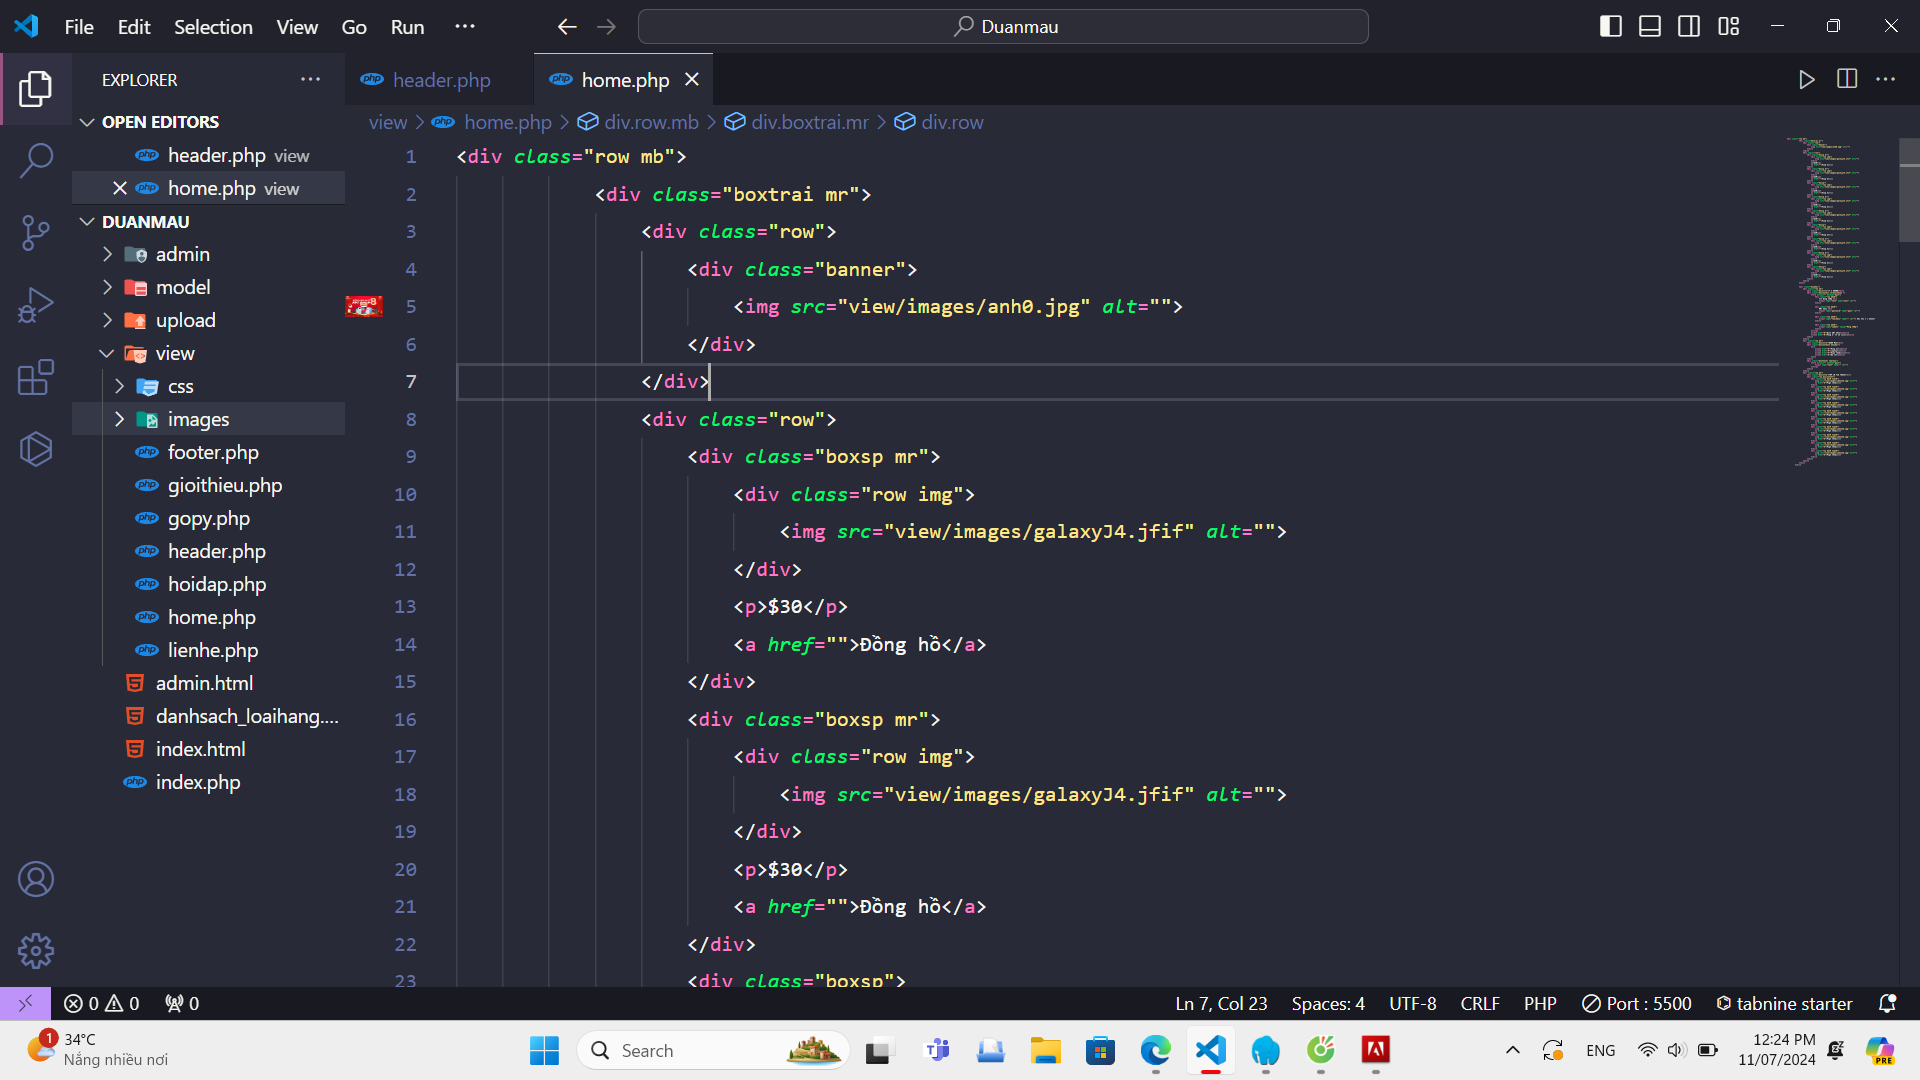 File Edit Selection View Go Run ···
Duanmau
EXPLORER ···
header.php
home.php
view > home.php > div.row.mb > div.boxtrai.mr > div.row
OPEN EDITORS
header.php view
home.php view
DUANMAU
admin
model
upload
view
css
images
footer.php
gioithieu.php
gopy.php
header.php
hoidap.php
home.php
lienhe.php
admin.html
danhsach_loaihang....
index.html
index.php
1 <div class="row mb">
2 <div class="boxtrai mr">
3 <div class="row">
4 <div class="banner">
5 <img src="view/images/anh0.jpg" alt="">
6 </div>
7 </div>
8 <div class="row">
9 <div class="boxsp mr">
10 <div class="row img">
11 <img src="view/images/galaxyJ4.jfif" alt="">
12 </div>
13 <p>$30</p>
14 <a href="">Đồng hồ</a>
15 </div>
16 <div class="boxsp mr">
17 <div class="row img">
18 <img src="view/images/galaxyJ4.jfif" alt="">
19 </div>
20 <p>$30</p>
21 <a href="">Đồng hồ</a>
22 </div>
23 <div class="boxsp">
0 0 0
Ln 7, Col 23 Spaces: 4 UTF-8 CRLF PHP Port : 5500 tabnine starter
1
34°C
Nắng nhiều nơi
Search
ENG
12:24 PM
11/07/2024
PRE